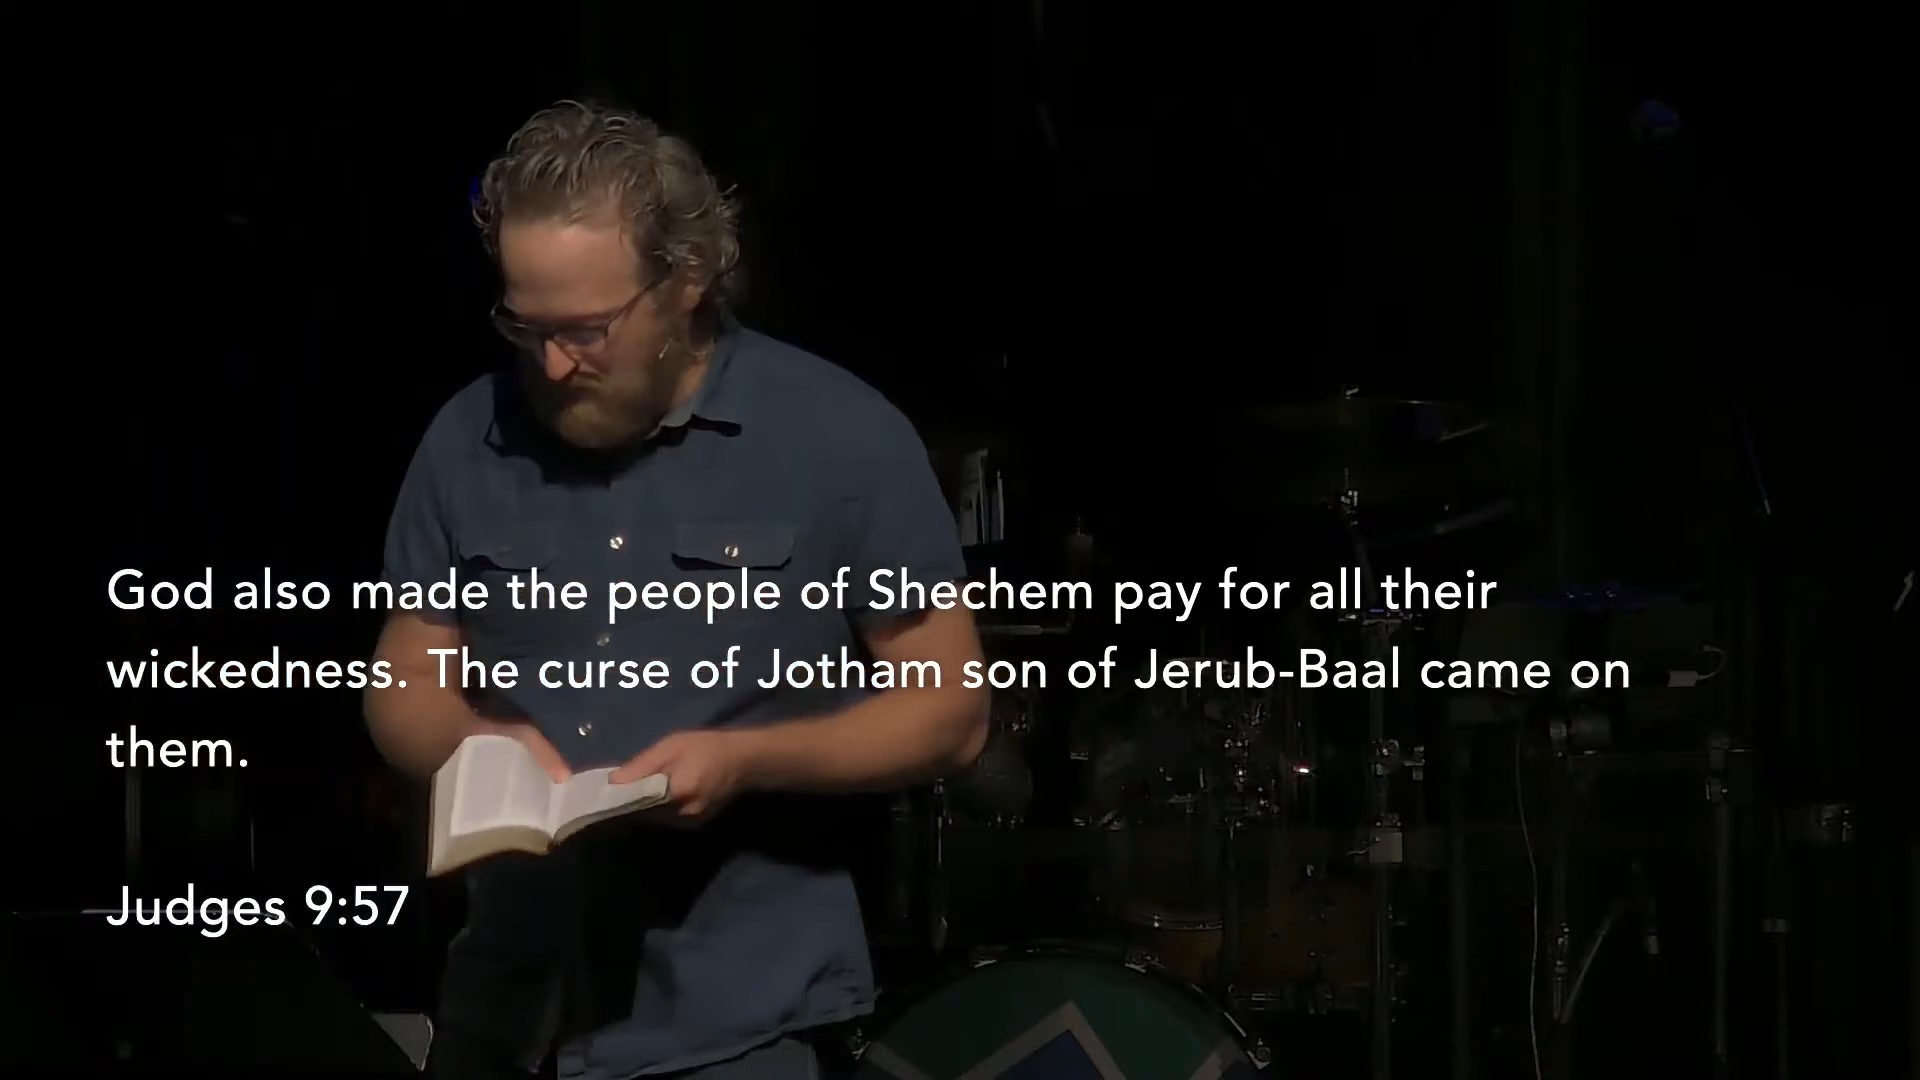 God also made the people of Shechem pay for all their
wickedness. The curse of Jotham son of Jerub-Baal came on
them.
Judges 9:57